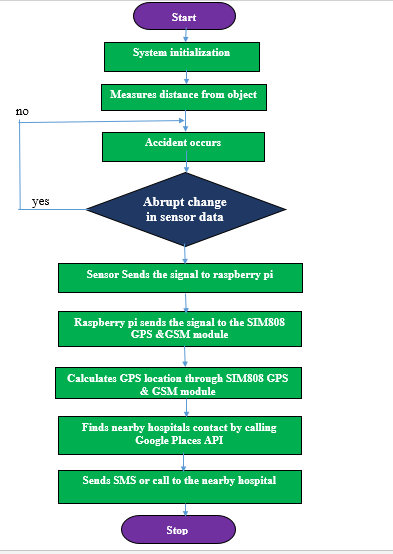 Start
System initialization
Measures distance from object
no
Accident occurs
Abrupt change
in sensor data
yes
Sensor Sends the signal to raspberry pi
Raspberry pi sends the signal to the SIM808
GPS &GSM module
Calculates GPS location through SIM808 GPS
& GSM module
Finds nearby hospitals contact by calling
Google Places API
Sends SMS or call to the nearby hospital
Stop